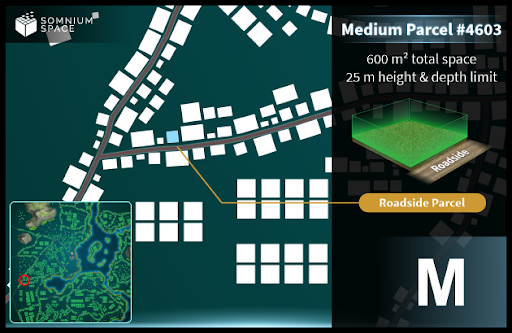 SOMNIUM
SPACE
Medium Parcel #4603
600 m² total space
25 m height & depth limit
Roadside
Roadside Parcel
M